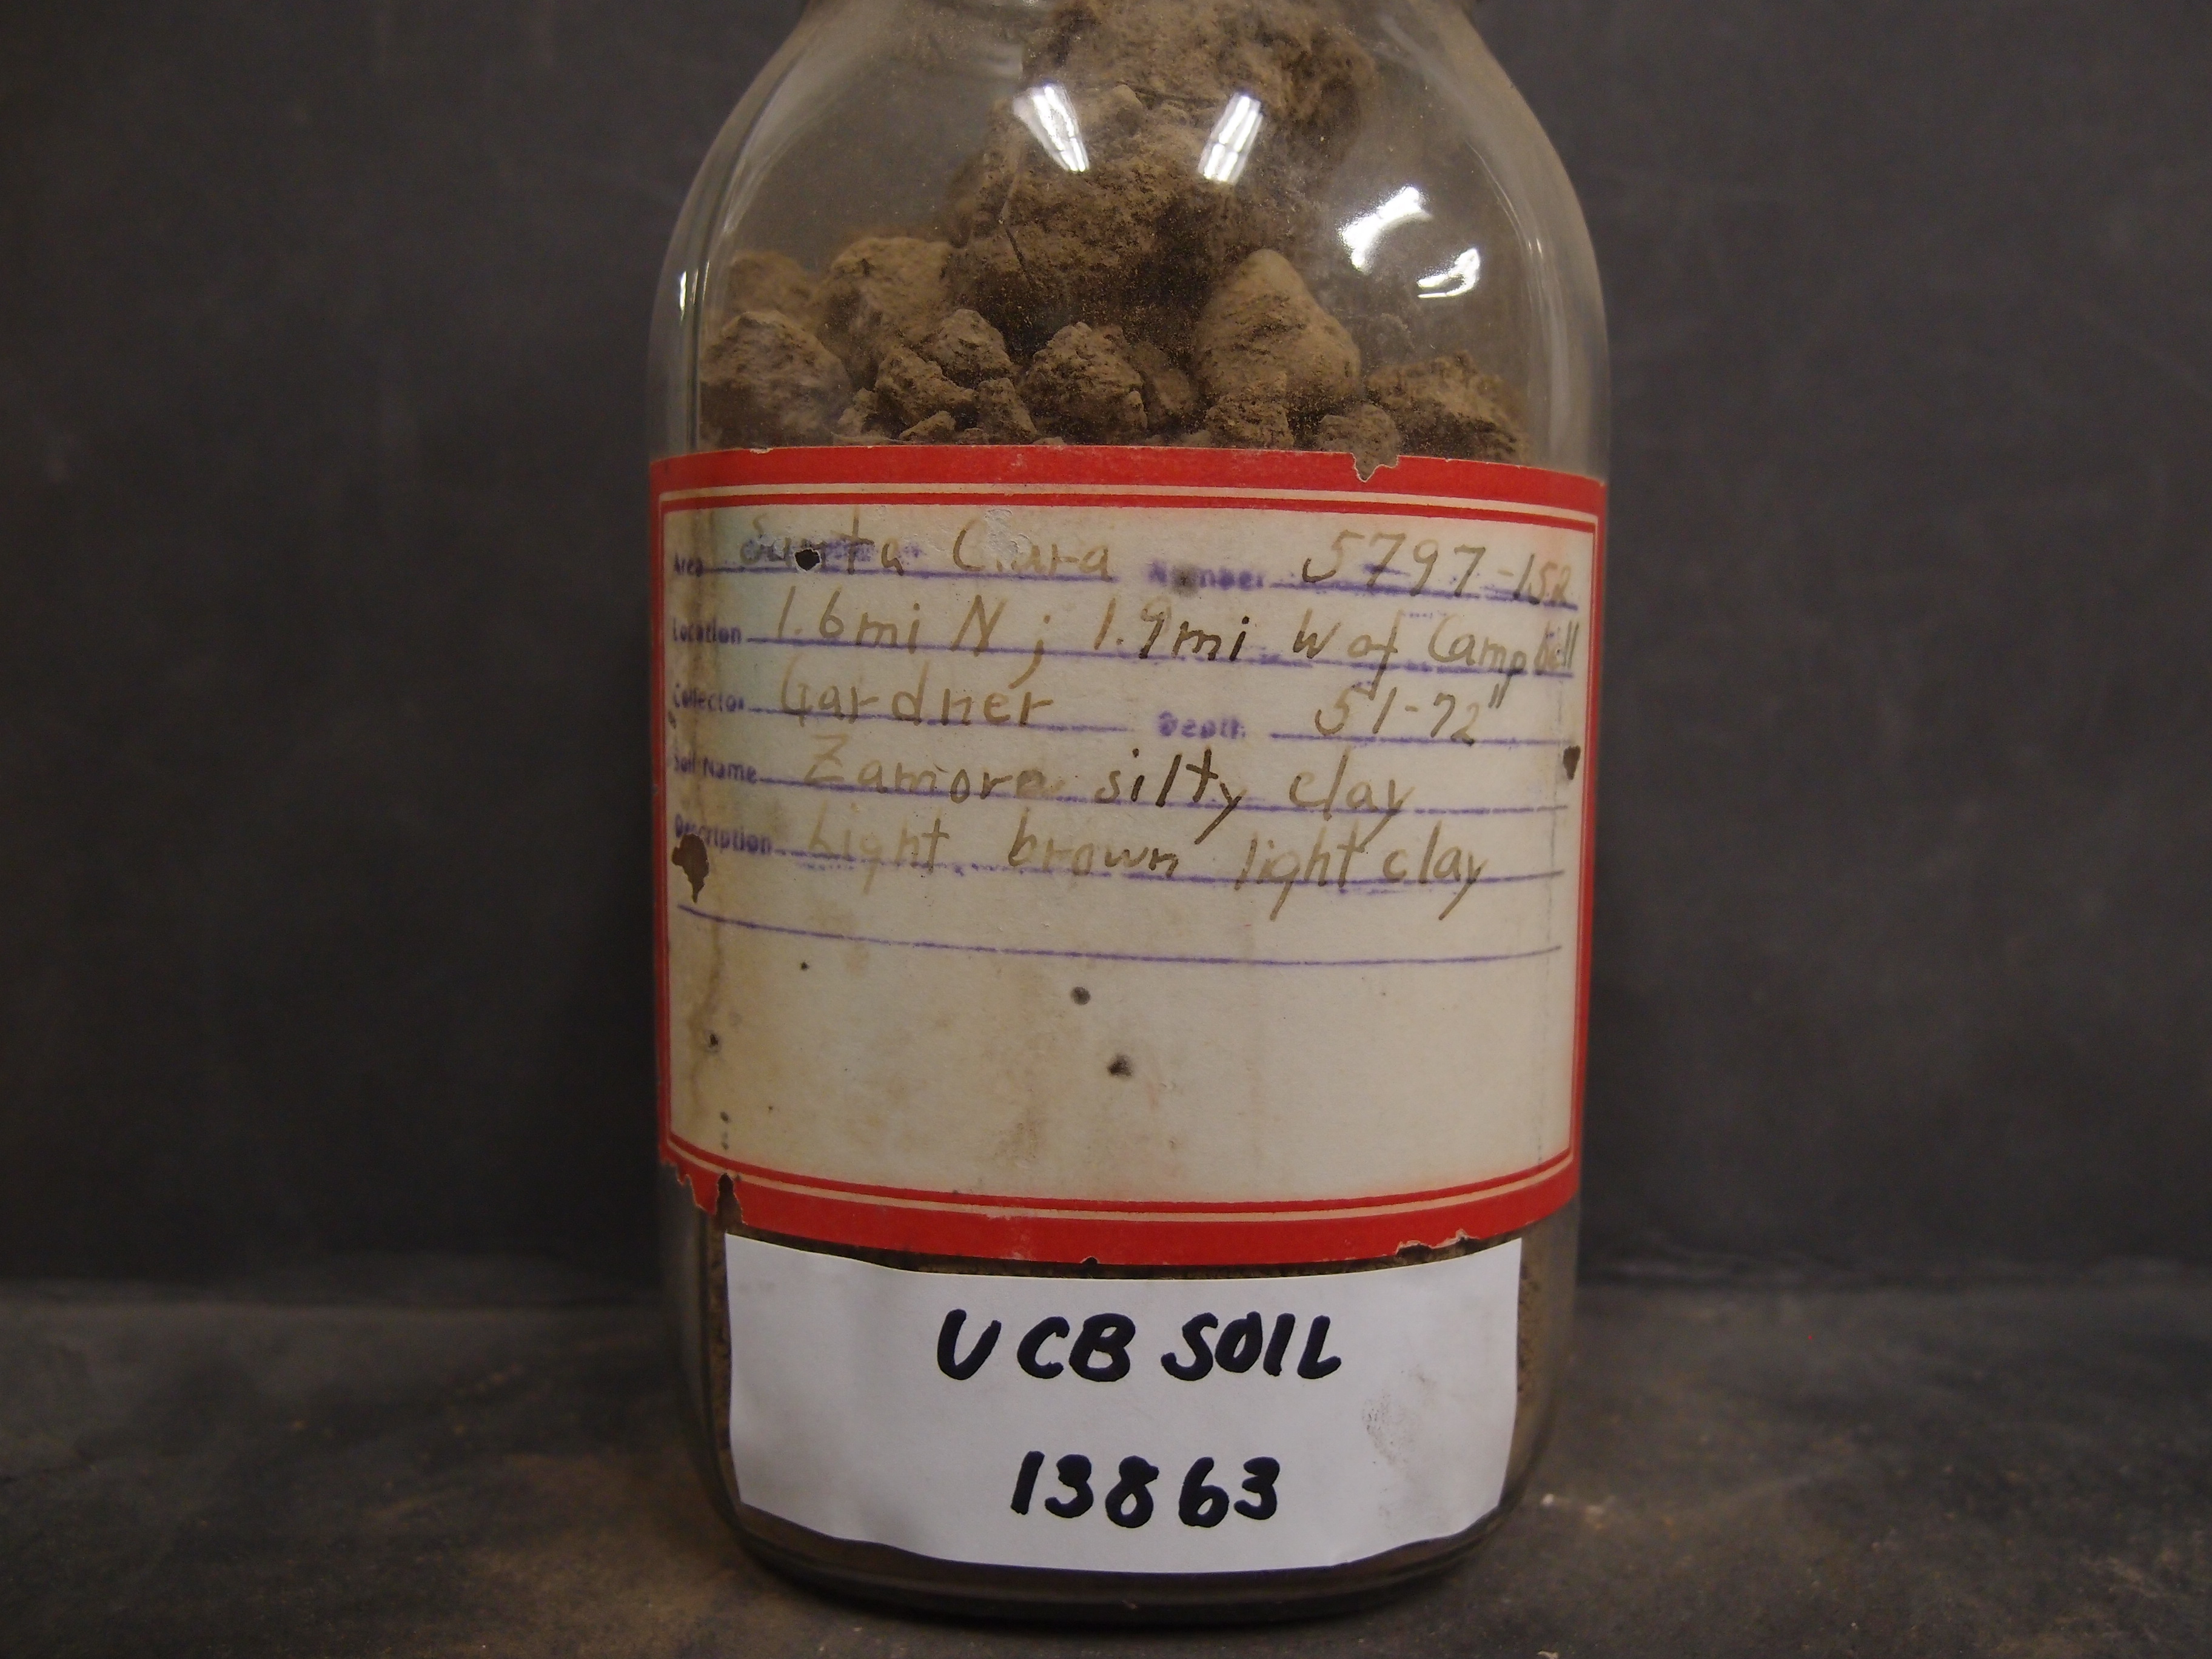 Area Santa Clara Number 5797-152
Location 1.6mi N ; 1.9mi W of Campbell
Collector Gardner Depth 51-72"
Soil Name Zamora silty clay
Description Light brown light clay
UCB SOIL
13863